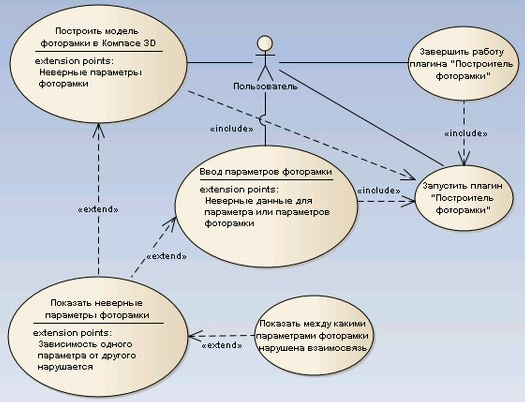 Построить модель
фоторамки в Компасе 3D
extension points:
Неверные параметры
фоторамки
Пользователь
Завершить работу
плагина "Построитель
фоторамки"
«include»
«include»
Ввод параметров фоторамки
extension points:
Неверные данные для
параметра или параметров
фоторамки
«include»
Запустить плагин
"Построитель
фоторамки"
«extend»
«extend»
Показать неверные
параметры фоторамки
extension points:
Зависимость одного
параметра от другого
нарушается
«extend»
Показать между какими
параметрами фоторамки
нарушена взаимосвязь